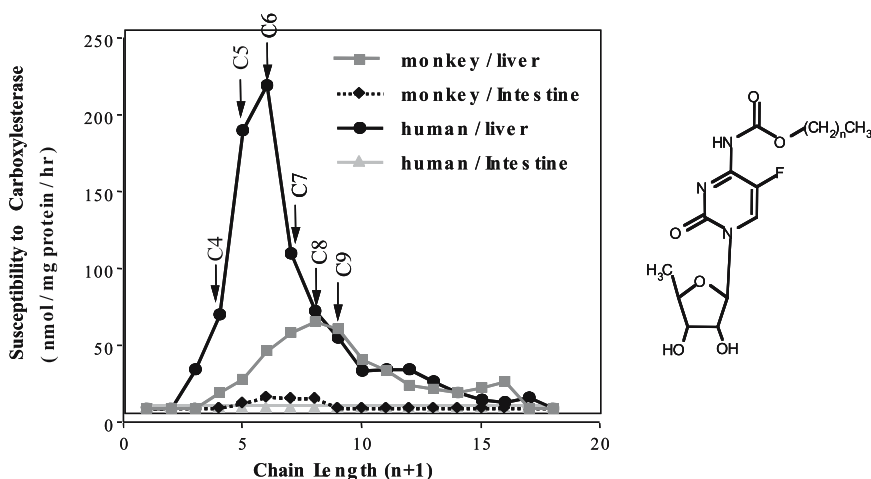 250
200
150
100
50
0
0
5
10
15
20
Susceptibility to Carboxylesterase
( nmol / mg protein / hr )
Chain Length (n+1)
C4
C5
C6
C7
C8
C9
monkey / liver
monkey / Intestine
human / liver
human / Intestine
O
HN
O
(CH₂)ₙCH₃
N
F
O
N
H₃C
O
HO
OH